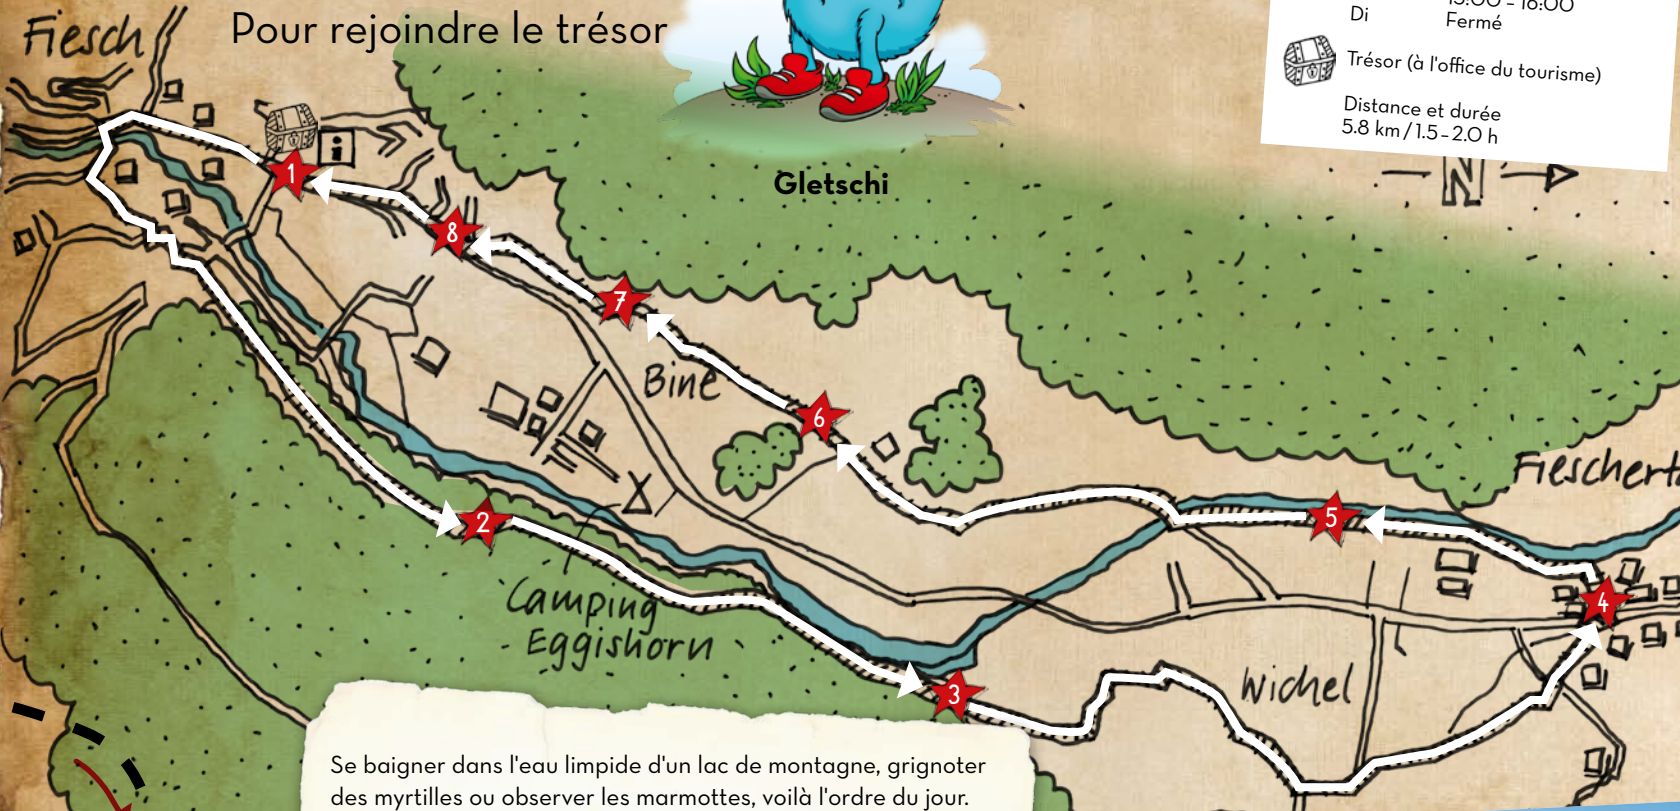 Fiesch
Pour rejoindre le trésor
Di Fermé
Trésor (à l'office du tourisme)
Distance et durée
5.8 km / 1.5 – 2.0 h
N
i
1
Gletschi
8
7
Bine
6
5
2
4
Camping
Eggishorn
3
Wichel
Se baigner dans l'eau limpide d'un lac de montagne, grignoter
des myrtilles ou observer les marmottes, voilà l'ordre du jour.